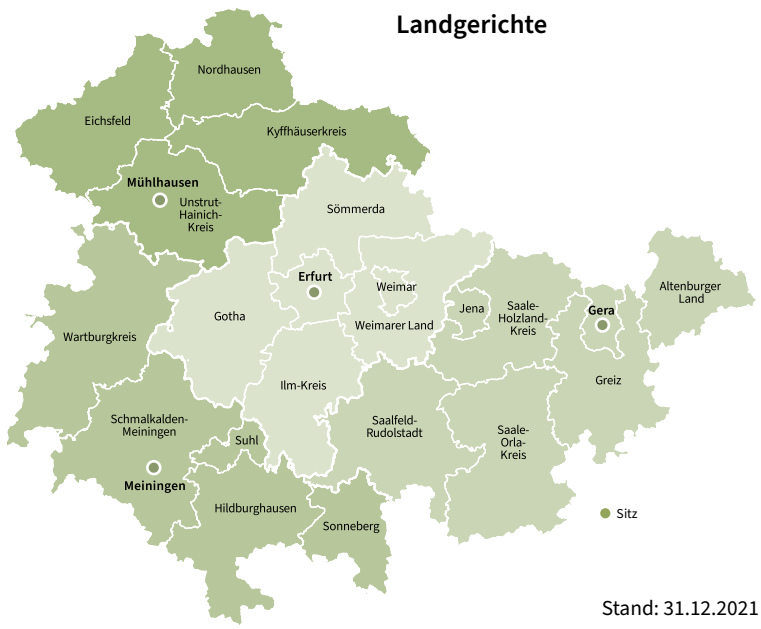 Landgerichte
Nordhausen
Eichsfeld
Kyffhäuserkreis
Mühlhausen
Unstrut-
Hainich-
Kreis
Sömmerda
Erfurt
Weimar
Gotha
Weimarer Land
Jena
Saale-
Holzland-
Kreis
Gera
Altenburger
Land
Wartburgkreis
Ilm-Kreis
Greiz
Schmalkalden-
Meiningen
Suhl
Saalfeld-
Rudolstadt
Saale-
Orla-
Kreis
Meiningen
Hildburghausen
Sonneberg
Sitz
Stand: 31.12.2021